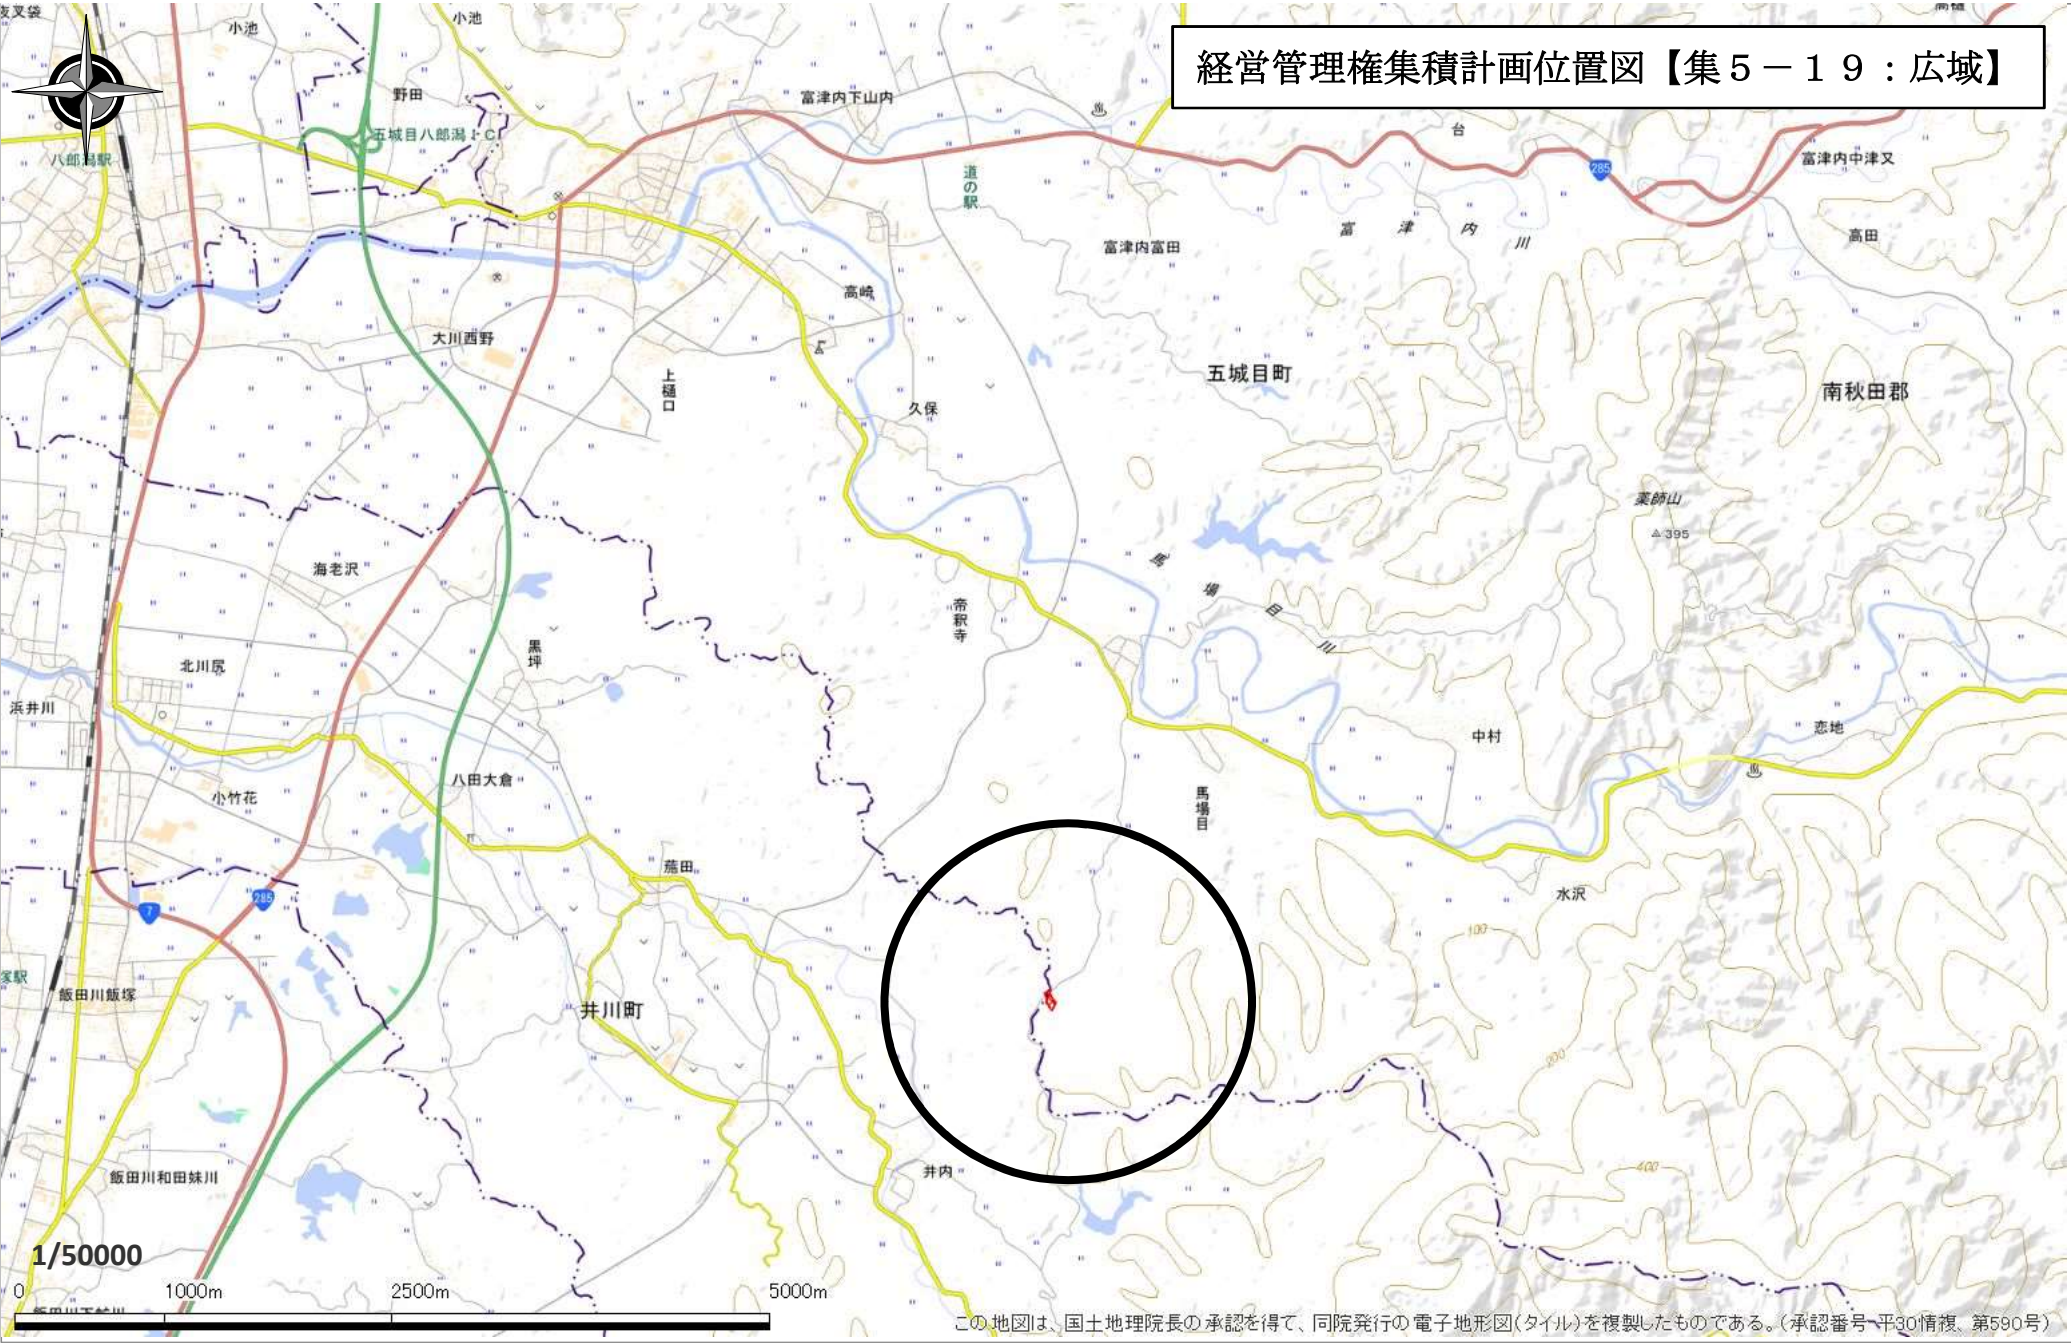 経営管理権集積計画位置図【集５－１９：広域】
小池
小池
野田
五城目八郎潟ＩＣ
八郎潟駅
富津内下山内
道の駅
台
285
富津内中津又
富津内富田
富津内川
高田
高崎
大川西野
上樋口
久保
五城目町
南秋田郡
薬師山
395
馬場目川
海老沢
帝釈寺
黒坪
北川尻
浜井川
中村
恋地
八田大倉
小竹花
馬場目
水沢
7
285
飯田川飯塚
井川町
100
200
400
井内
飯田川和田妹川
1/50000
0 1000m 2500m 5000m
この地図は、国土地理院長の承認を得て、同院発行の電子地形図(タイル)を複製したものである。(承認番号 平30情複、第590号)